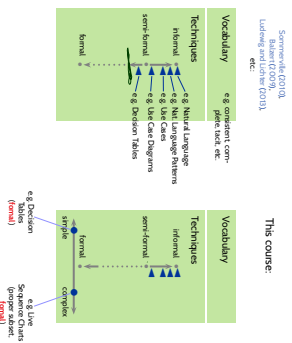 Sommerville (2010),
Balzert (2009),
Ludewig and Lichter (2013),
etc.:
Vocabulary
e.g. consistent, com-
plete, tacit, etc.
Techniques
informal
semi-formal
formal
e.g. Natural Language
e.g. Nat. Language Patterns
e.g. Use Cases
e.g. Use Case Diagrams
e.g. Decision Tables
This course:
Vocabulary
Techniques
informal
semi-formal
formal
simple
complex
e.g. Decision
Tables
(formal)
e.g. Live
Sequence Charts
(proper subset:
formal)